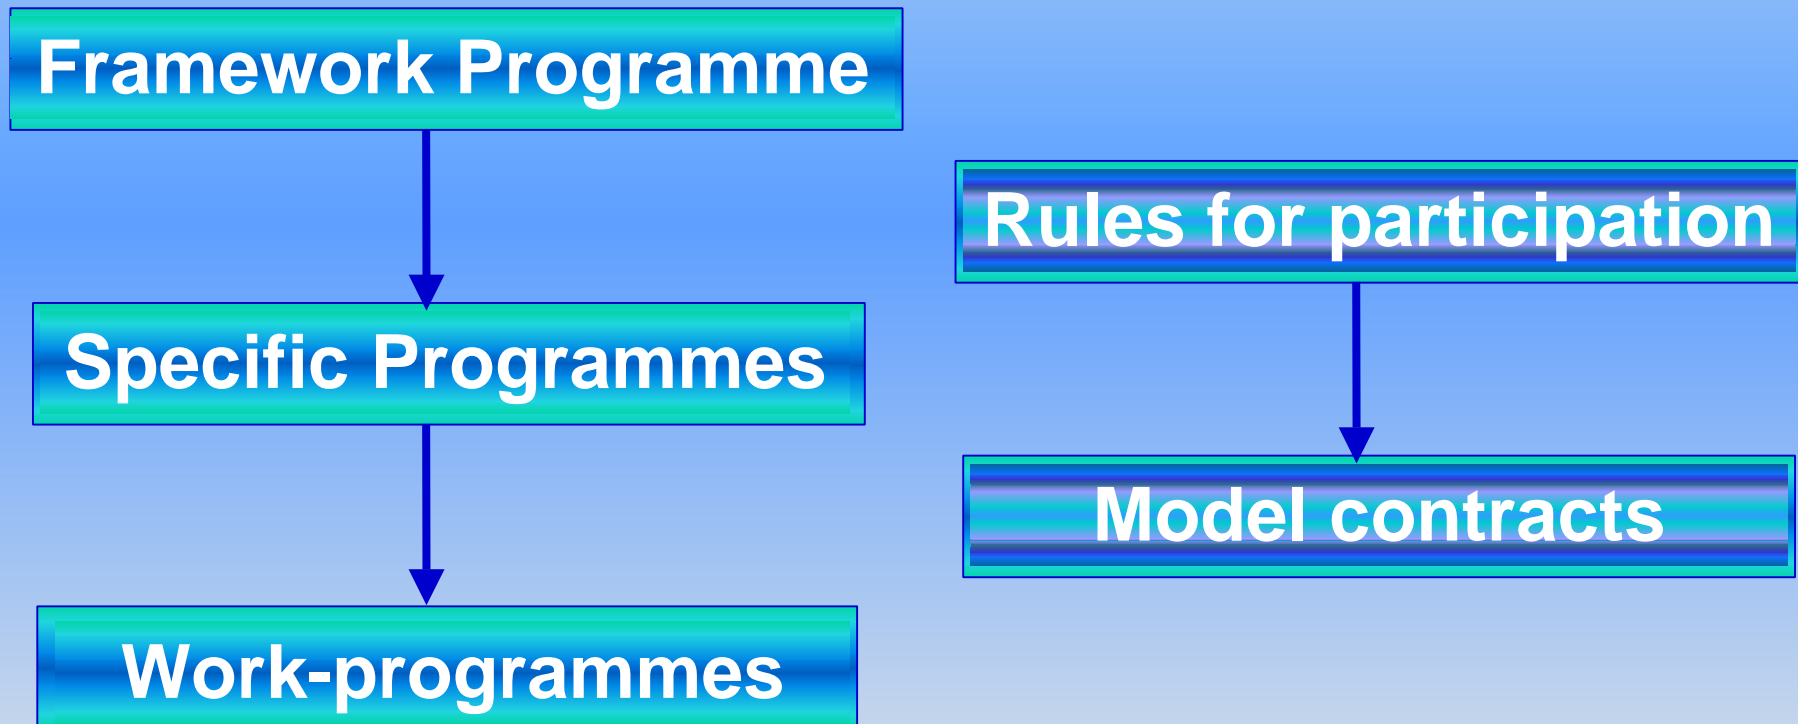 Framework Programme
Rules for participation
Specific Programmes
Model contracts
Work-programmes